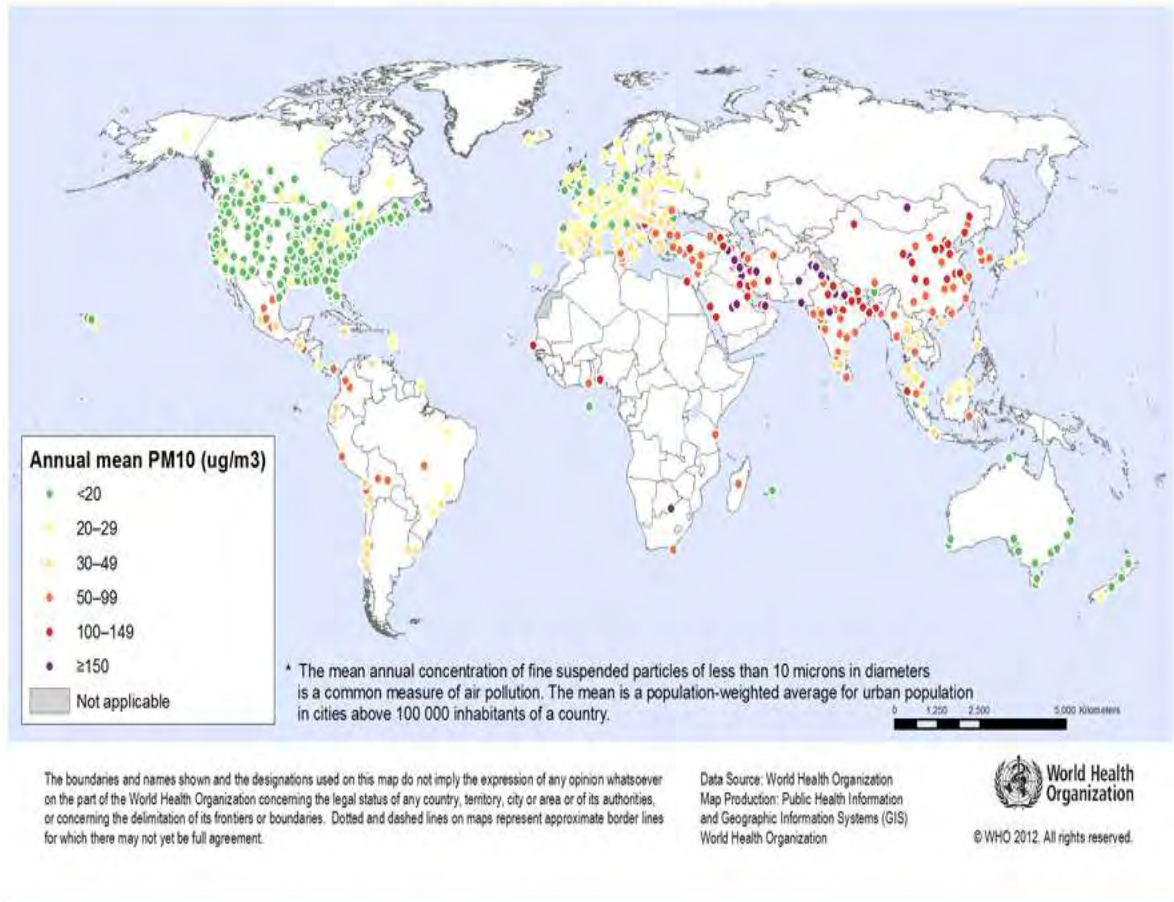 Annual mean PM10 (ug/m3)
<20
20–29
30–49
50–99
100–149
≥150
Not applicable
* The mean annual concentration of fine suspended particles of less than 10 microns in diameters
is a common measure of air pollution. The mean is a population-weighted average for urban population
in cities above 100 000 inhabitants of a country.
0 1,250 2,500 5,000 Kilometers
The boundaries and names shown and the designations used on this map do not imply the expression of any opinion whatsoever
on the part of the World Health Organization concerning the legal status of any country, territory, city or area or of its authorities,
or concerning the delimitation of its frontiers or boundaries. Dotted and dashed lines on maps represent approximate border lines
for which there may not yet be full agreement.
Data Source: World Health Organization
Map Production: Public Health Information
and Geographic Information Systems (GIS)
World Health Organization
World Health
Organization
© WHO 2012. All rights reserved.